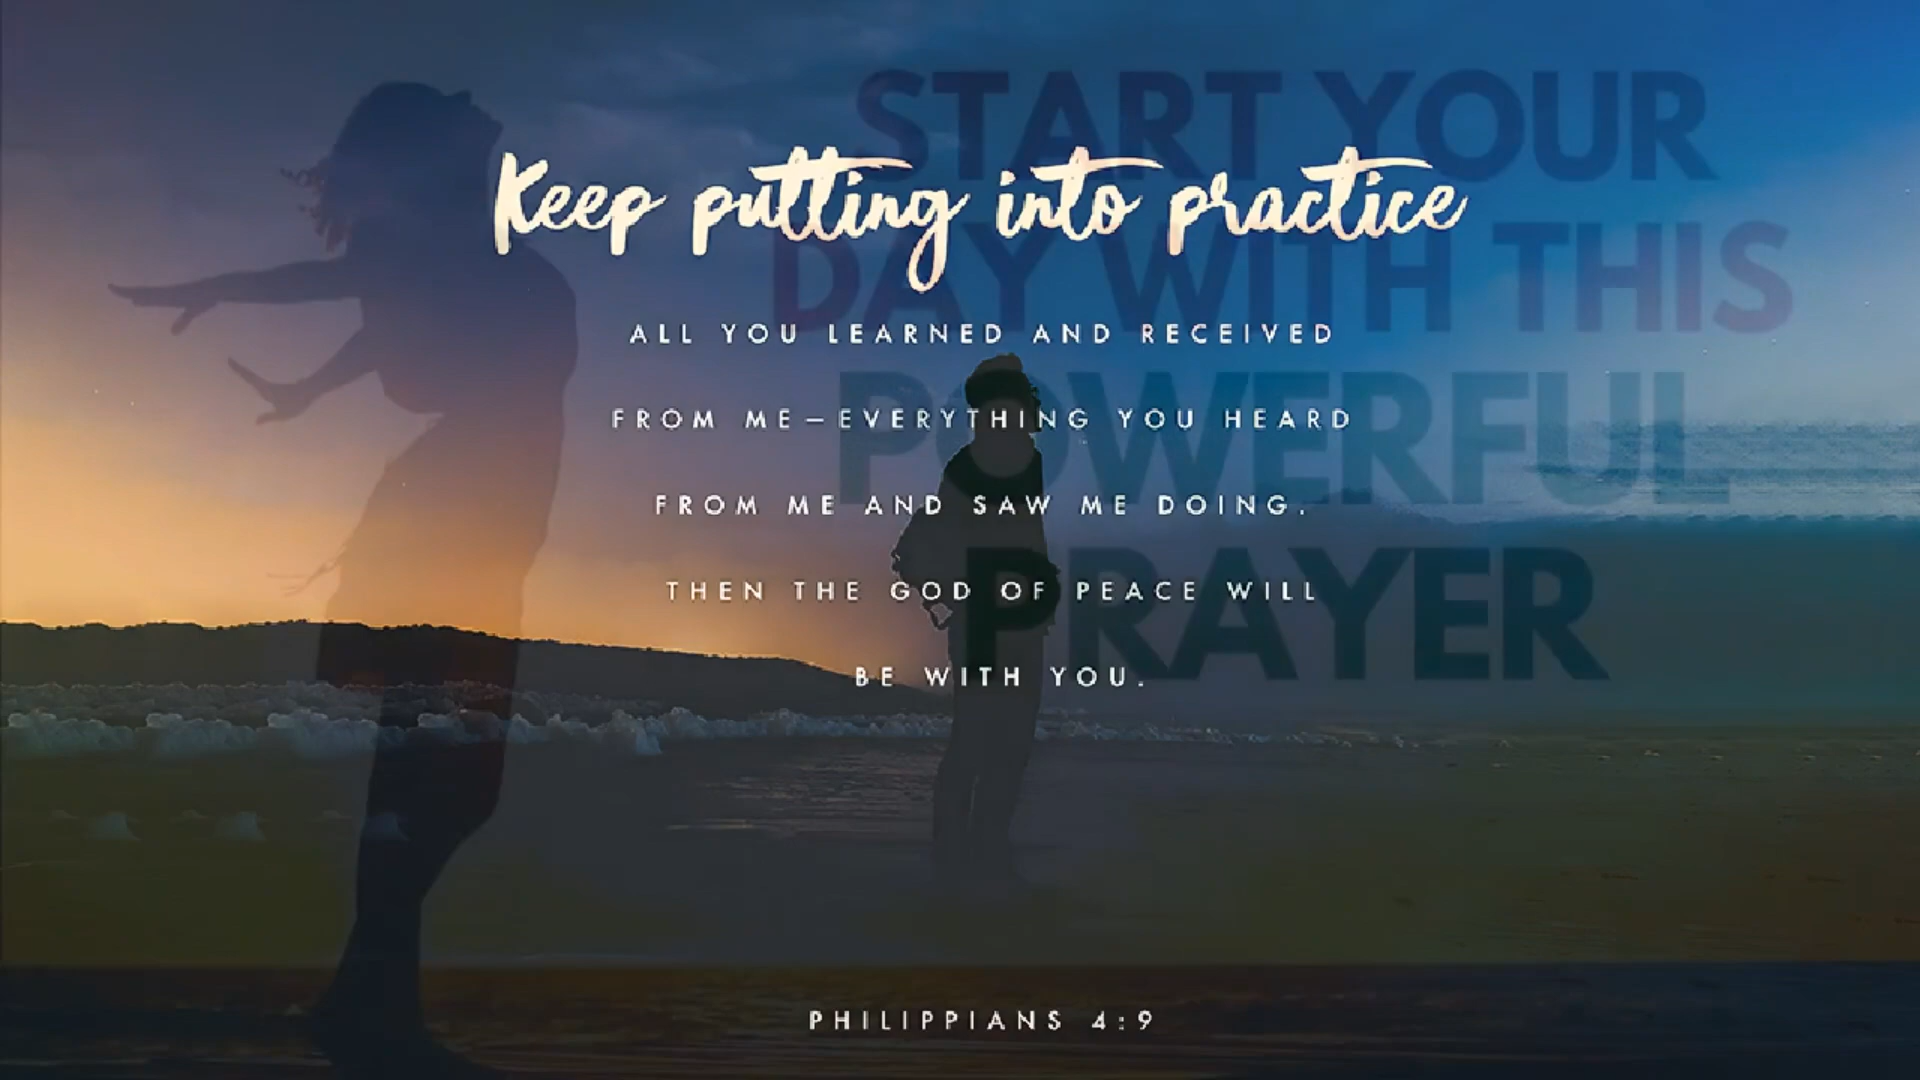 START YOUR
DAY WITH THIS
POWERFUL
PRAYER
Keep putting into practice
ALL YOU LEARNED AND RECEIVED
FROM ME—EVERYTHING YOU HEARD
FROM ME AND SAW ME DOING.
THEN THE GOD OF PEACE WILL
BE WITH YOU.
PHILIPPIANS 4:9